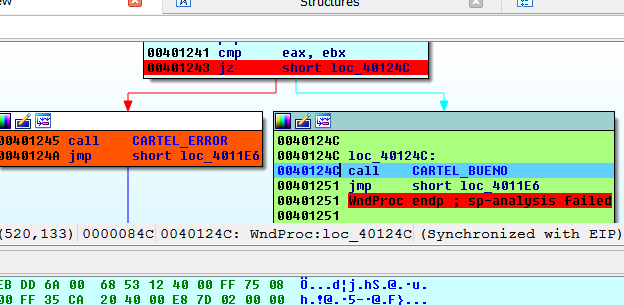 Structures
00401241 cmp eax, ebx
00401243 jz short loc_40124C
00401245 call CARTEL_ERROR
0040124A jmp short loc_4011E6
0040124C
0040124C loc_40124C:
0040124C call CARTEL_BUENO
00401251 jmp short loc_4011E6
00401251 WndProc endp ; sp-analysis failed
00401251
(520,133) 0000084C 0040124C: WndProc:loc_40124C (Synchronized with EIP)
EB DD 6A 00 68 53 12 40 00 FF 75 08
00 FF 35 CA 20 40 00 E8 7D 02 00 00